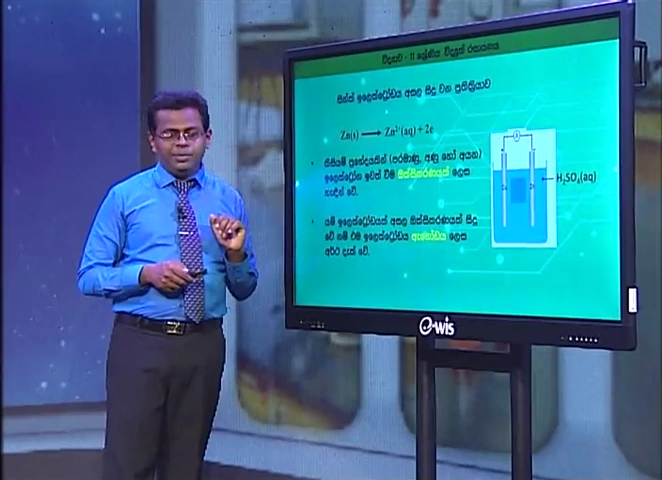 විද්‍යාව - 11 ශ්‍රේණිය විද්‍යුත් රසායනය
සින්ක් ඉලෙක්ට්‍රෝඩය අසල සිදු වන ප්‍රතික්‍රියාව
Zn(s) ⟶ Zn²⁺(aq) + 2e
• කිසියම් ප්‍රභේදයකින් (පරමාණු, අණු හෝ අයන)
ඉලෙක්ට්‍රෝන ඉවත් වීම ඔක්සිකරණයක් ලෙස
හැඳින් වේ.
• යම් ඉලෙක්ට්‍රෝඩයක් අසල ඔක්සිකරණයක් සිදු
වේ නම් එම ඉලෙක්ට්‍රෝඩය ඇනෝඩය ලෙස
අර්ථ දැක් වේ.
H₂SO₄(aq)
e-wis